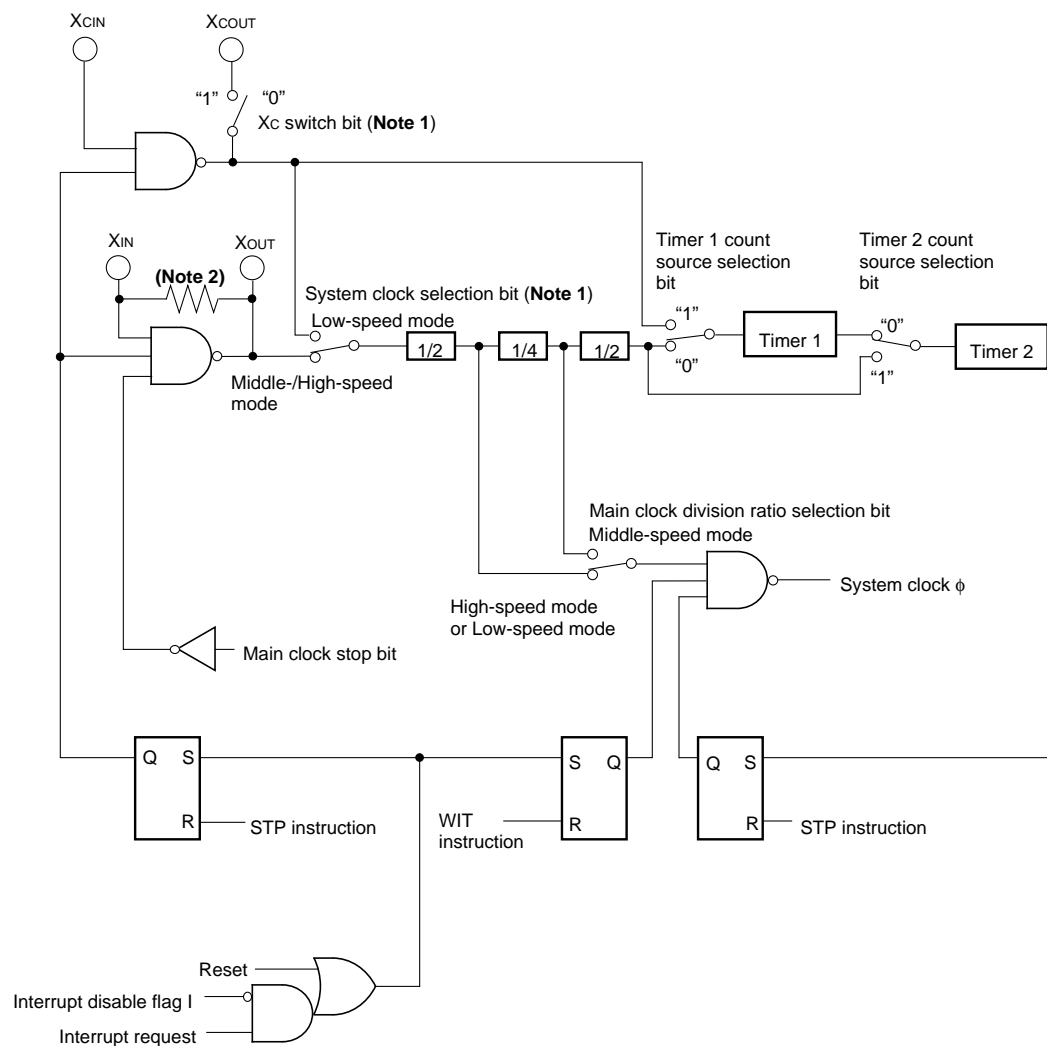 XCIN
XCOUT
“1”
“0”
XC switch bit (Note 1)
XIN
XOUT
(Note 2)
System clock selection bit (Note 1)
Low-speed mode
Middle-/High-speed
mode
1/2
1/4
1/2
Timer 1 count
source selection
bit
“1”
“0”
Timer 1
Timer 2 count
source selection
bit
“0”
“1”
Timer 2
Main clock division ratio selection bit
Middle-speed mode
High-speed mode
or Low-speed mode
System clock ϕ
Main clock stop bit
Q S
R
STP instruction
S Q
R
WIT
instruction
Q S
R
STP instruction
Reset
Interrupt disable flag I
Interrupt request